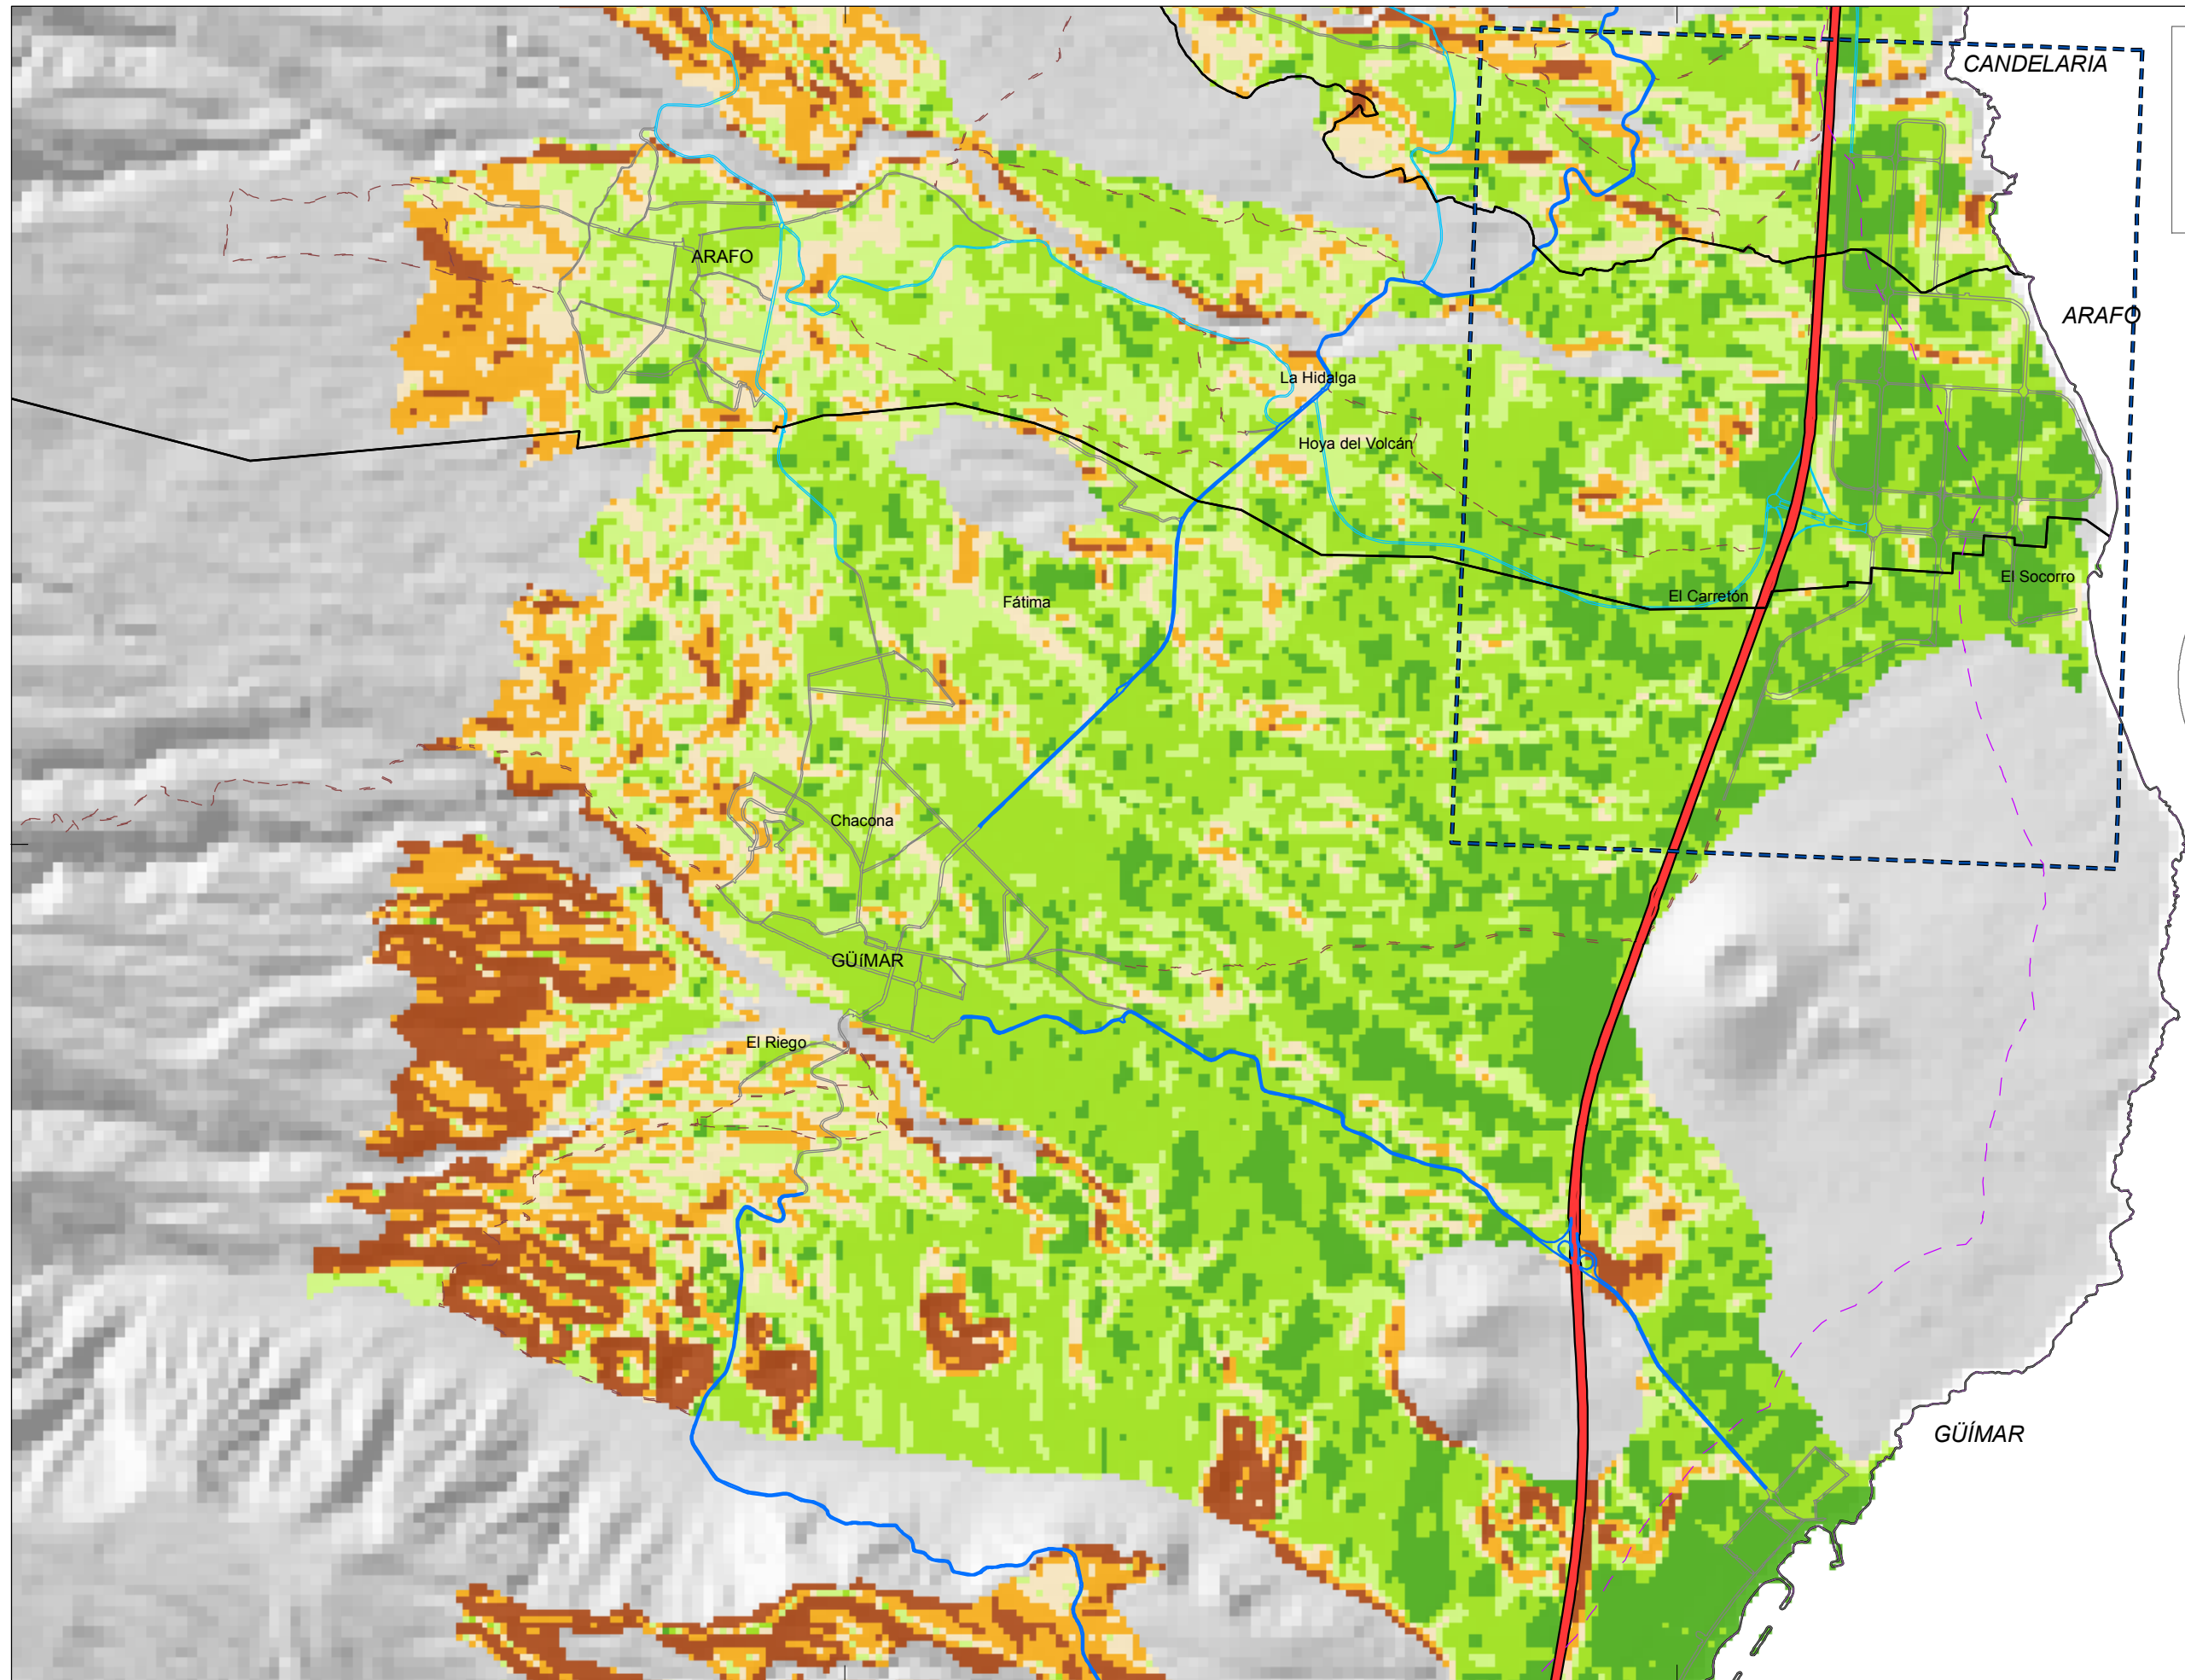 CANDELARIA
ARAFO
ARAFO
La Hidalga
Hoya del Volcán
El Socorro
El Carretón
Fátima
Chacona
GÜíMAR
El Riego
GÜÍMAR